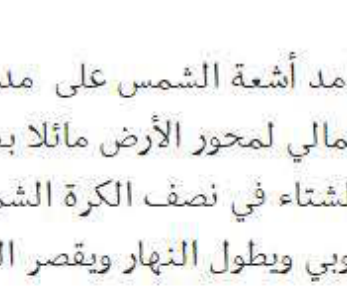 مد أشعة الشمس على مد
مالي لمحور الأرض مائلا ب
لشتاء في نصف الكرة الش
وبي ويطول النهار ويقصر ال